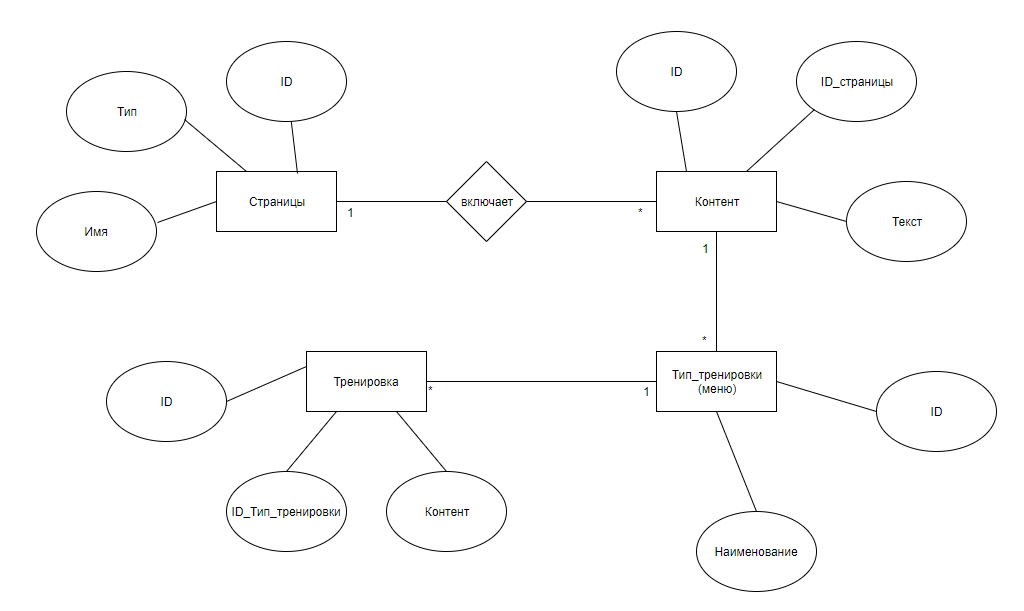 ID
ID
Тип
ID_страницы
Страницы
включает
Контент
1
*
Имя
Текст
1
*
Тренировка
*
1
Тип_тренировки
(меню)
ID
ID
ID_Тип_тренировки
Контент
Наименование